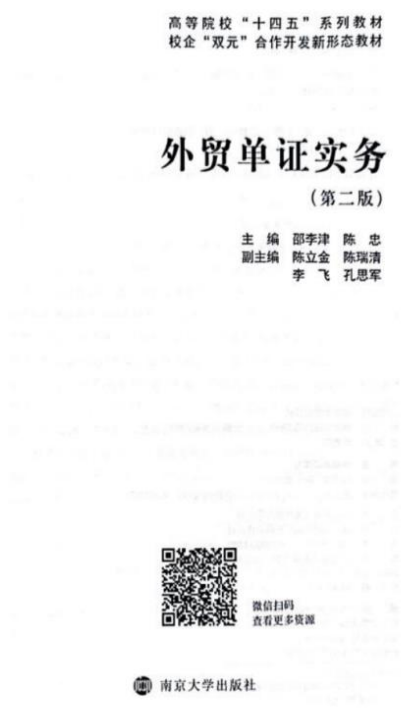 高等院校“十四五”系列教材
校企“双元”合作开发新形态教材
外贸单证实务
(第二版)
主 编 邵李津 陈 忠
副主编 陈立金 陈瑞清
李 飞 孔思军
微信扫码
查看更多资源
南京大学出版社